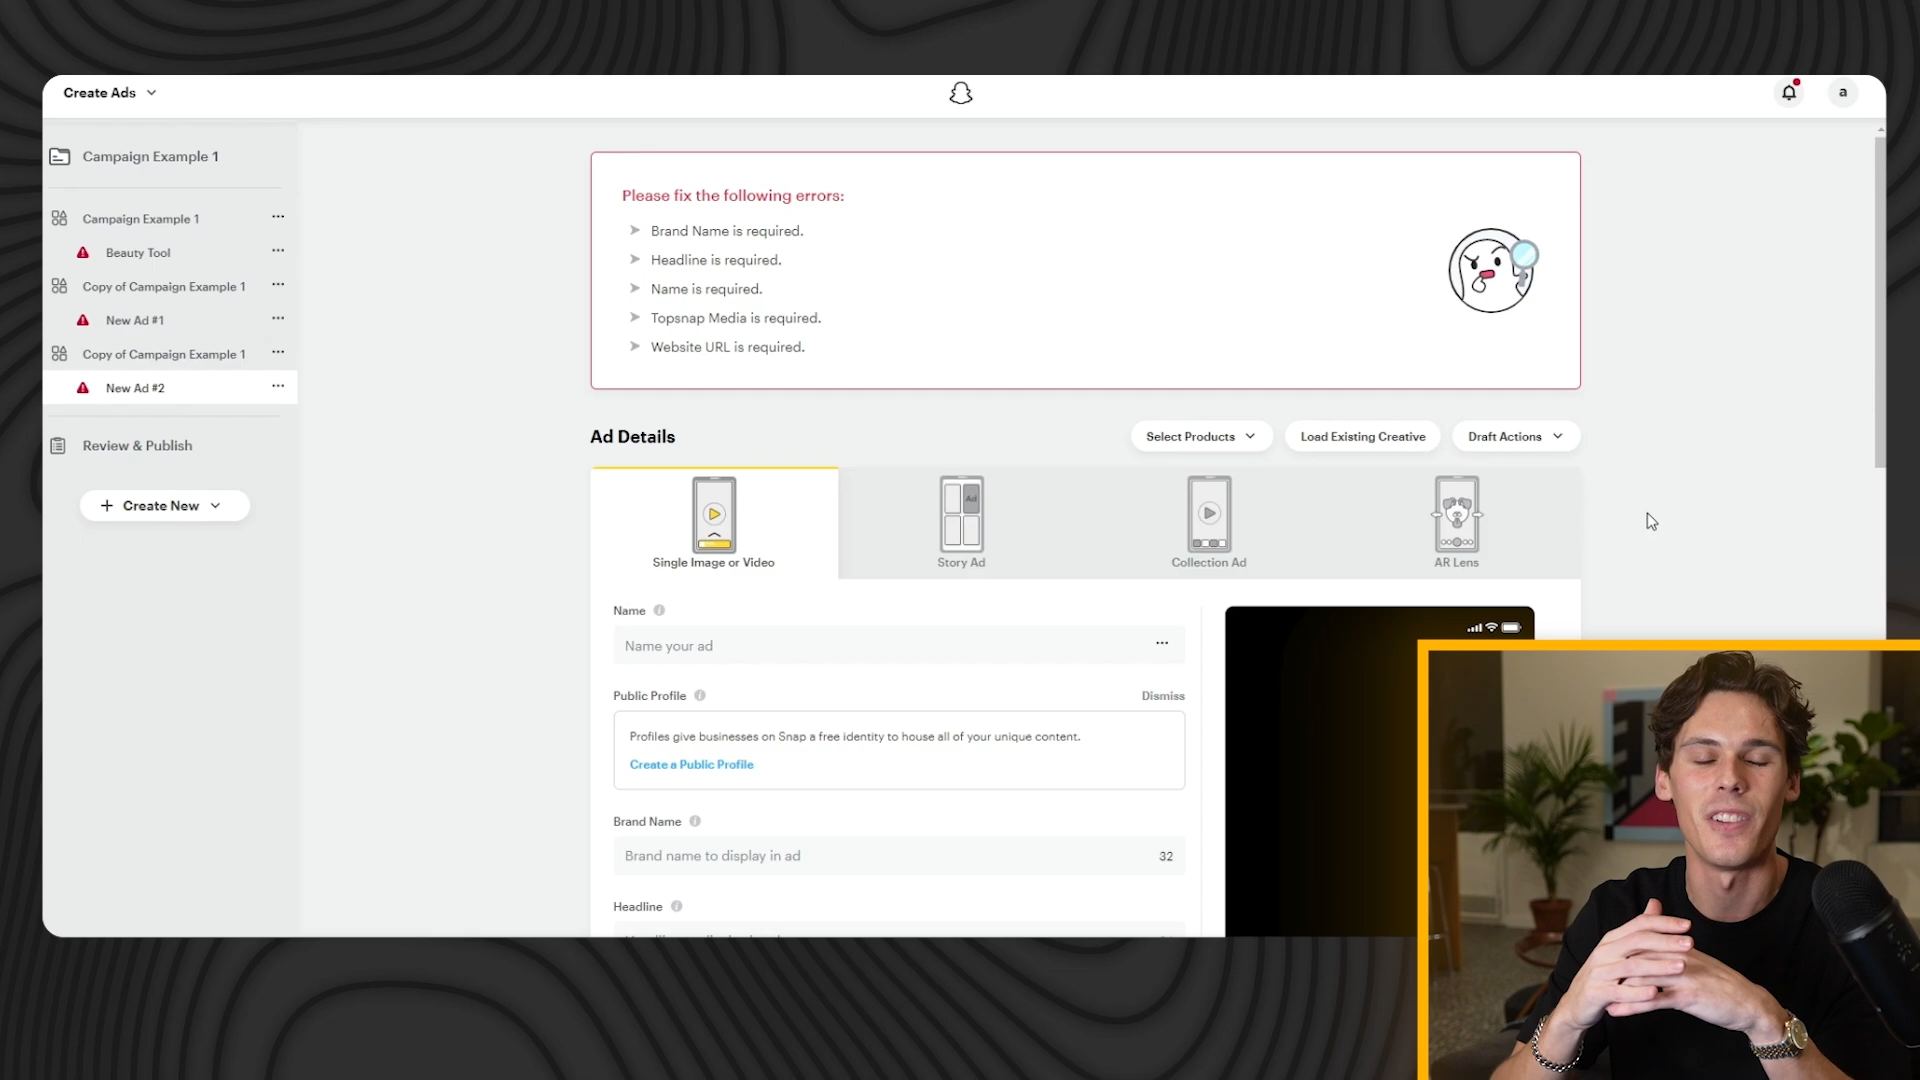 Create Ads
a
Campaign Example 1
Campaign Example 1
Beauty Tool
Copy of Campaign Example 1
New Ad #1
Copy of Campaign Example 1
New Ad #2
Review & Publish
+ Create New
Please fix the following errors:
Brand Name is required.
Headline is required.
Name is required.
Topsnap Media is required.
Website URL is required.
Ad Details
Select Products
Load Existing Creative
Draft Actions
Ad
Single Image or Video
Story Ad
Collection Ad
AR Lens
Name
Name your ad
Public Profile
Dismiss
Profiles give businesses on Snap a free identity to house all of your unique content.
Create a Public Profile
Brand Name
Brand name to display in ad
32
Headline